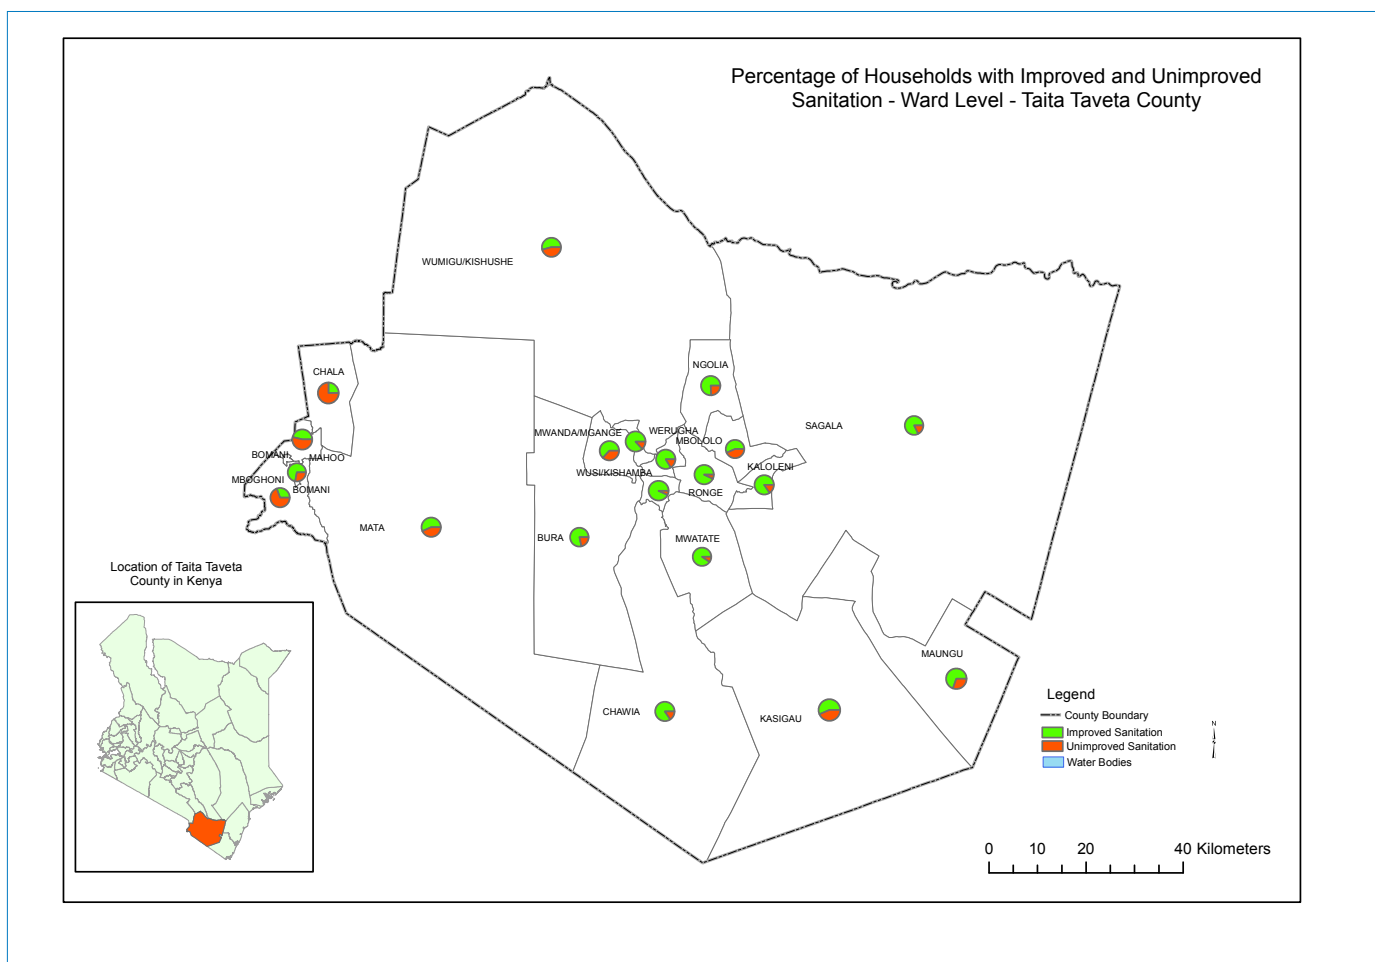 Percentage of Households with Improved and Unimproved
Sanitation - Ward Level - Taita Taveta County
WUMIGU/KISHUSHE
NGOLIA
CHALA
SAGALA
MWANDA/MGANGE
WERUGHA
MBOLOLO
BOMANI
MAHOO
WUSI/KISHAMBA
KALOLENI
MBOGHONI
BOMANI
RONGE
MATA
BURA
MWATATE
Location of Taita Taveta
County in Kenya
MAUNGU
CHAWIA
KASIGAU
Legend
County Boundary
Improved Sanitation
Unimproved Sanitation
Water Bodies
N
0 10 20 40 Kilometers